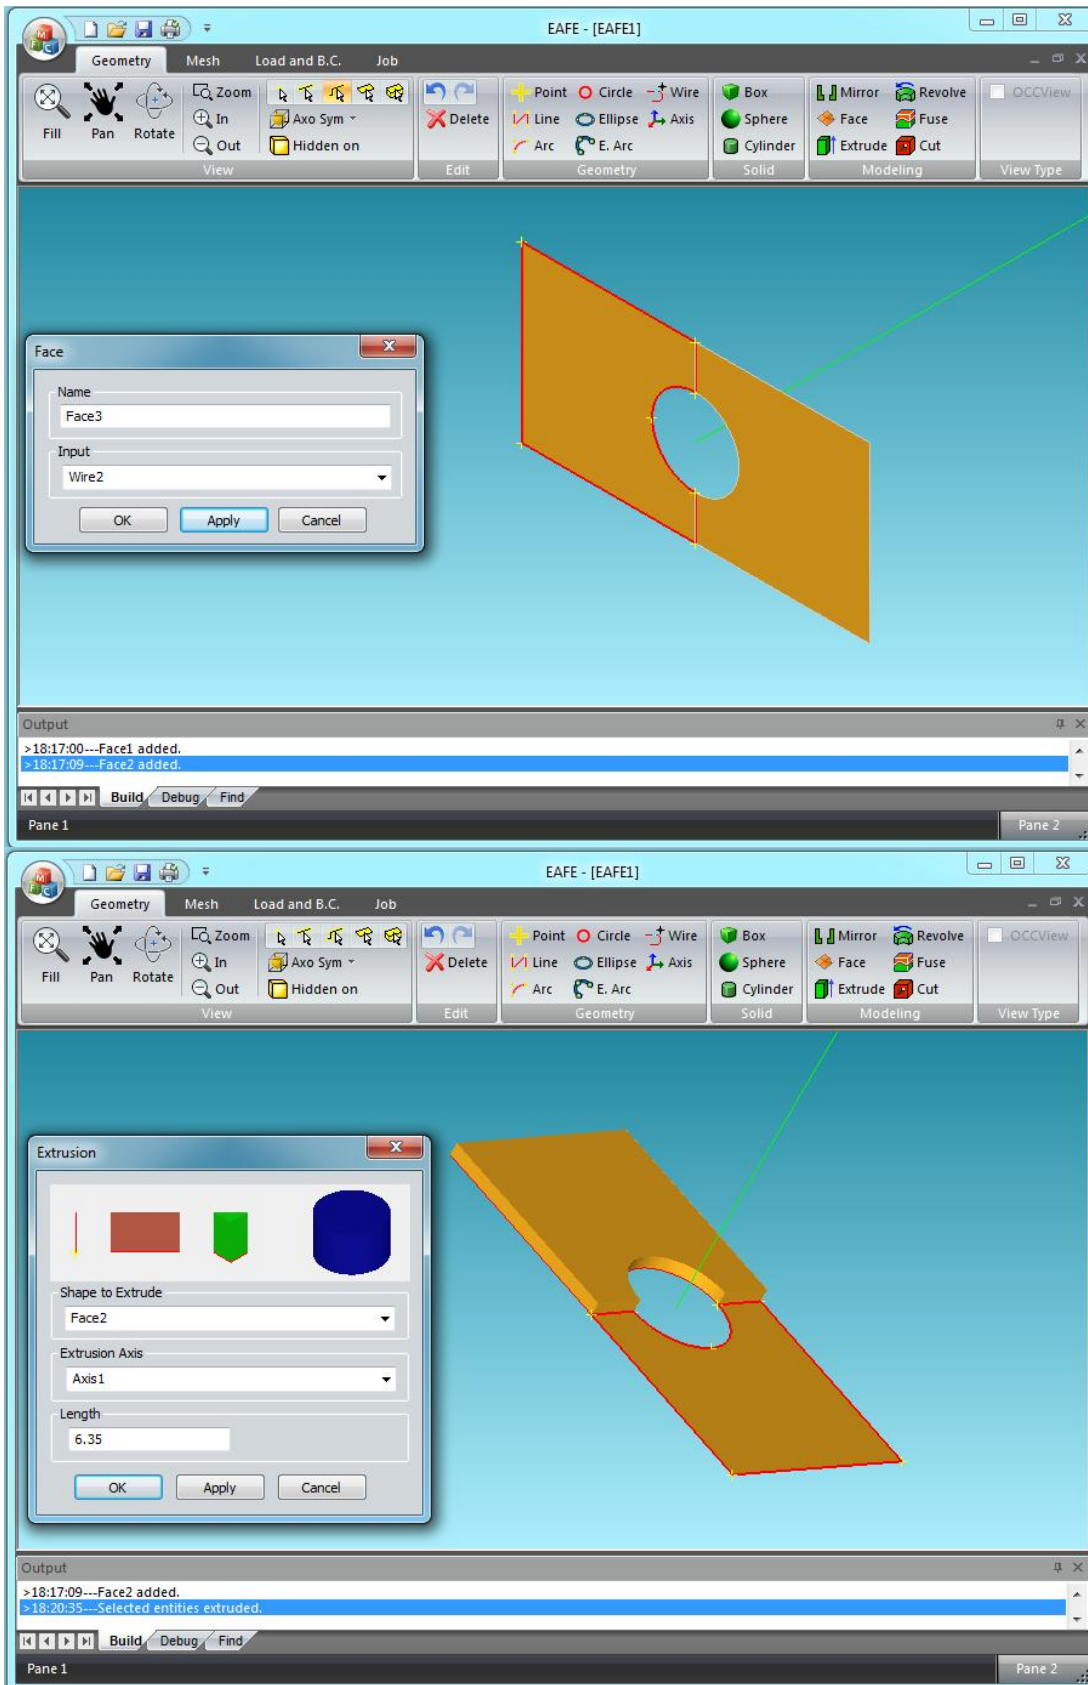 EAFE - [EAFE1]
Geometry Mesh Load and B.C. Job
Zoom Point Circle Wire Box Mirror Revolve OCCView
In Axo Sym Delete Line Ellipse Axis Sphere Face Fuse
Fill Pan Rotate Out Hidden on Arc E. Arc Cylinder Extrude Cut
View Edit Geometry Solid Modeling View Type
Face
Name
Face3
Input
Wire2
OK Apply Cancel
Output
>18:17:00---Face1 added.
>18:17:09---Face2 added.
Build Debug Find
Pane 1 Pane 2
EAFE - [EAFE1]
Geometry Mesh Load and B.C. Job
Zoom Point Circle Wire Box Mirror Revolve OCCView
In Axo Sym Delete Line Ellipse Axis Sphere Face Fuse
Fill Pan Rotate Out Hidden on Arc E. Arc Cylinder Extrude Cut
View Edit Geometry Solid Modeling View Type
Extrusion
Shape to Extrude
Face2
Extrusion Axis
Axis1
Length
6.35
OK Apply Cancel
Output
>18:17:09---Face2 added.
>18:20:35---Selected entities extruded.
Build Debug Find
Pane 1 Pane 2